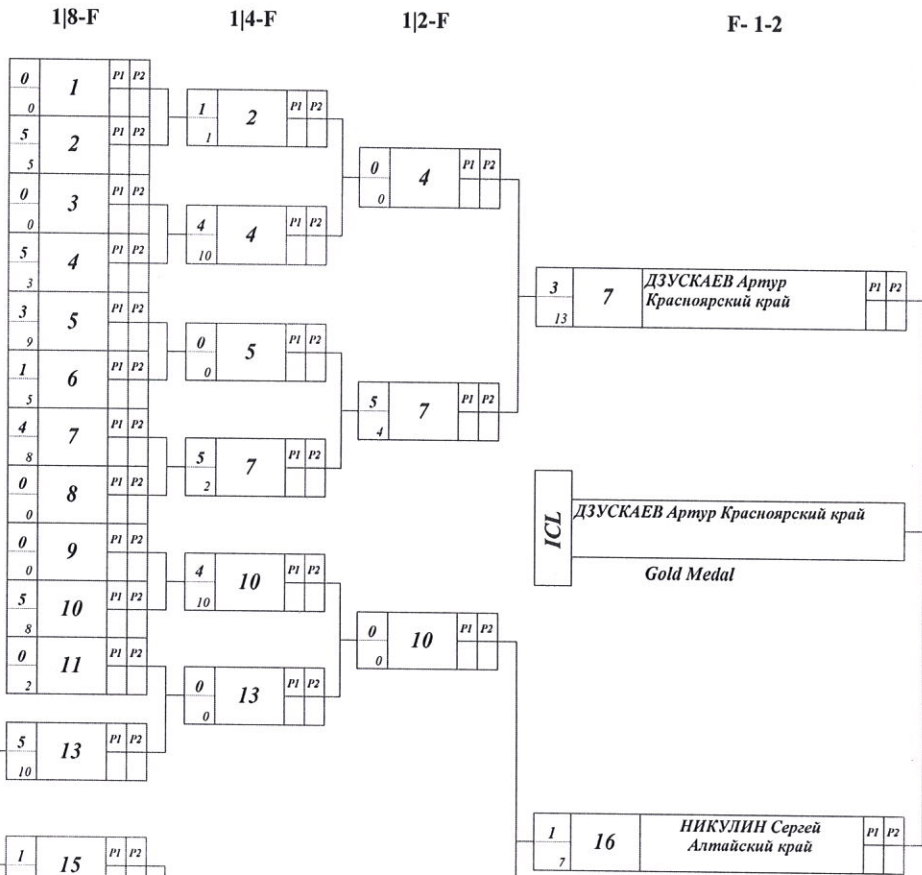 1|8-F 1|4-F 1|2-F F- 1-2
0 1 P1 P2
0
1 2 P1 P2
1
5 2 P1 P2
5
0 4 P1 P2
0
0 3 P1 P2
0
4 4 P1 P2
10
5 4 P1 P2
3
3 7 ДЗУСКАЕВ Артур P1 P2
Красноярский край
13
3 5 P1 P2
9
0 5 P1 P2
0
1 6 P1 P2
5
5 7 P1 P2
4
4 7 P1 P2
8
5 7 P1 P2
2
0 8 P1 P2
0
ICL
ДЗУСКАЕВ Артур Красноярский край
Gold Medal
0 9 P1 P2
0
4 10 P1 P2
10
5 10 P1 P2
8
0 10 P1 P2
0
0 11 P1 P2
2
0 13 P1 P2
0
5 13 P1 P2
10
1 16 НИКУЛИН Сергей P1 P2
Алтайский край
7
1 15 P1 P2